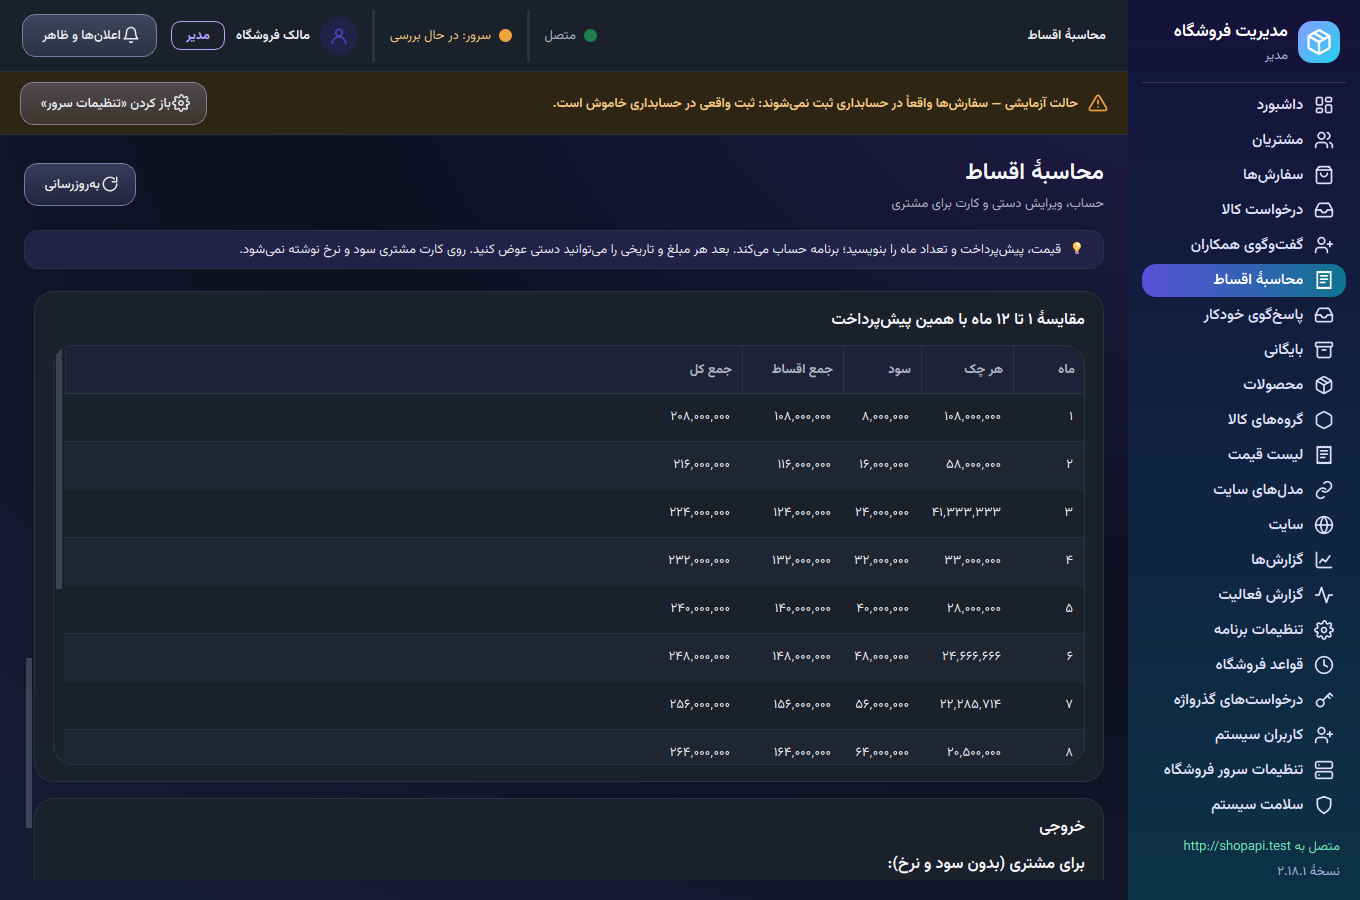 مدیریت فروشگاه
مدیر
داشبورد
مشتریان
سفارش‌ها
درخواست کالا
گفت‌وگوی همکاران
محاسبهٔ اقساط
پاسخ‌گوی خودکار
بایگانی
محصولات
گروه‌های کالا
لیست قیمت
مدل‌های سایت
سایت
گزارش‌ها
گزارش فعالیت
تنظیمات برنامه
قواعد فروشگاه
درخواست‌های گذرواژه
کاربران سیستم
تنظیمات سرور فروشگاه
سلامت سیستم
متصل به http://shopapi.test
نسخهٔ ۲.۱۸.۱
محاسبهٔ اقساط
متصل
سرور: در حال بررسی
مالک فروشگاه
مدیر
اعلان‌ها و ظاهر
حالت آزمایشی — سفارش‌ها واقعاً در حسابداری ثبت نمی‌شوند: ثبت واقعی در حسابداری خاموش است.
باز کردن «تنظیمات سرور»
محاسبهٔ اقساط
حساب، ویرایش دستی و کارت برای مشتری
به‌روزرسانی
قیمت، پیش‌پرداخت و تعداد ماه را بنویسید؛ برنامه حساب می‌کند. بعد هر مبلغ و تاریخی را می‌توانید دستی عوض کنید. روی کارت مشتری سود و نرخ نوشته نمی‌شود.
مقایسهٔ ۱ تا ۱۲ ماه با همین پیش‌پرداخت
ماه هر چک سود جمع اقساط جمع کل
۱ ۱۰۸,۰۰۰,۰۰۰ ۸,۰۰۰,۰۰۰ ۱۰۸,۰۰۰,۰۰۰ ۲۰۸,۰۰۰,۰۰۰
۲ ۵۸,۰۰۰,۰۰۰ ۱۶,۰۰۰,۰۰۰ ۱۱۶,۰۰۰,۰۰۰ ۲۱۶,۰۰۰,۰۰۰
۳ ۴۱,۳۳۳,۳۳۳ ۲۴,۰۰۰,۰۰۰ ۱۲۴,۰۰۰,۰۰۰ ۲۲۴,۰۰۰,۰۰۰
۴ ۳۳,۰۰۰,۰۰۰ ۳۲,۰۰۰,۰۰۰ ۱۳۲,۰۰۰,۰۰۰ ۲۳۲,۰۰۰,۰۰۰
۵ ۲۸,۰۰۰,۰۰۰ ۴۰,۰۰۰,۰۰۰ ۱۴۰,۰۰۰,۰۰۰ ۲۴۰,۰۰۰,۰۰۰
۶ ۲۴,۶۶۶,۶۶۶ ۴۸,۰۰۰,۰۰۰ ۱۴۸,۰۰۰,۰۰۰ ۲۴۸,۰۰۰,۰۰۰
۷ ۲۲,۲۸۵,۷۱۴ ۵۶,۰۰۰,۰۰۰ ۱۵۶,۰۰۰,۰۰۰ ۲۵۶,۰۰۰,۰۰۰
۸ ۲۰,۵۰۰,۰۰۰ ۶۴,۰۰۰,۰۰۰ ۱۶۴,۰۰۰,۰۰۰ ۲۶۴,۰۰۰,۰۰۰
خروجی
برای مشتری (بدون سود و نرخ):